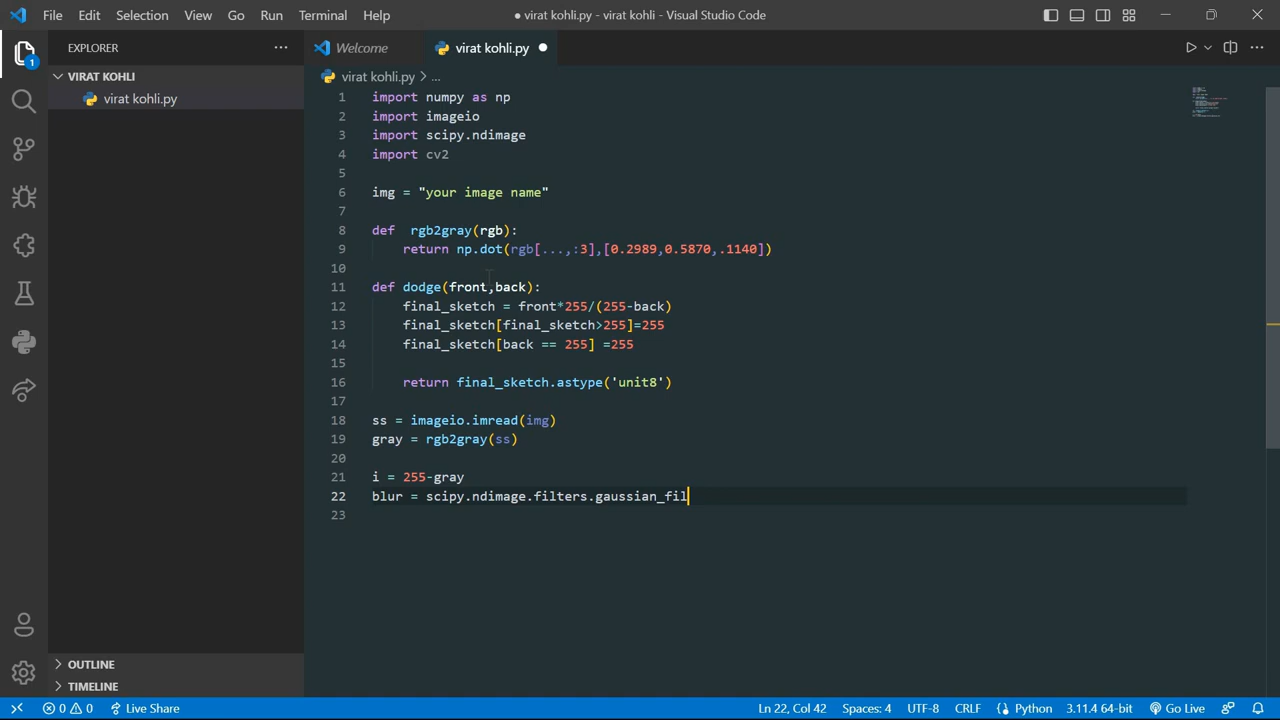 File Edit Selection View Go Run Terminal Help
● virat kohli.py - virat kohli - Visual Studio Code
EXPLORER
Welcome
virat kohli.py
1
VIRAT KOHLI
virat kohli.py
virat kohli.py > ...
1 import numpy as np
2 import imageio
3 import scipy.ndimage
4 import cv2
5
6 img = "your image name"
7
8 def  rgb2gray(rgb):
9     return np.dot(rgb[...,:3],[0.2989,0.5870,.1140])
10
11 def dodge(front,back):
12     final_sketch = front*255/(255-back)
13     final_sketch[final_sketch>255]=255
14     final_sketch[back == 255] =255
15
16     return final_sketch.astype('unit8')
17
18 ss = imageio.imread(img)
19 gray = rgb2gray(ss)
20
21 i = 255-gray
22 blur = scipy.ndimage.filters.gaussian_fil
23
OUTLINE
TIMELINE
0 0 Live Share
Ln 22, Col 42 Spaces: 4 UTF-8 CRLF Python 3.11.4 64-bit Go Live